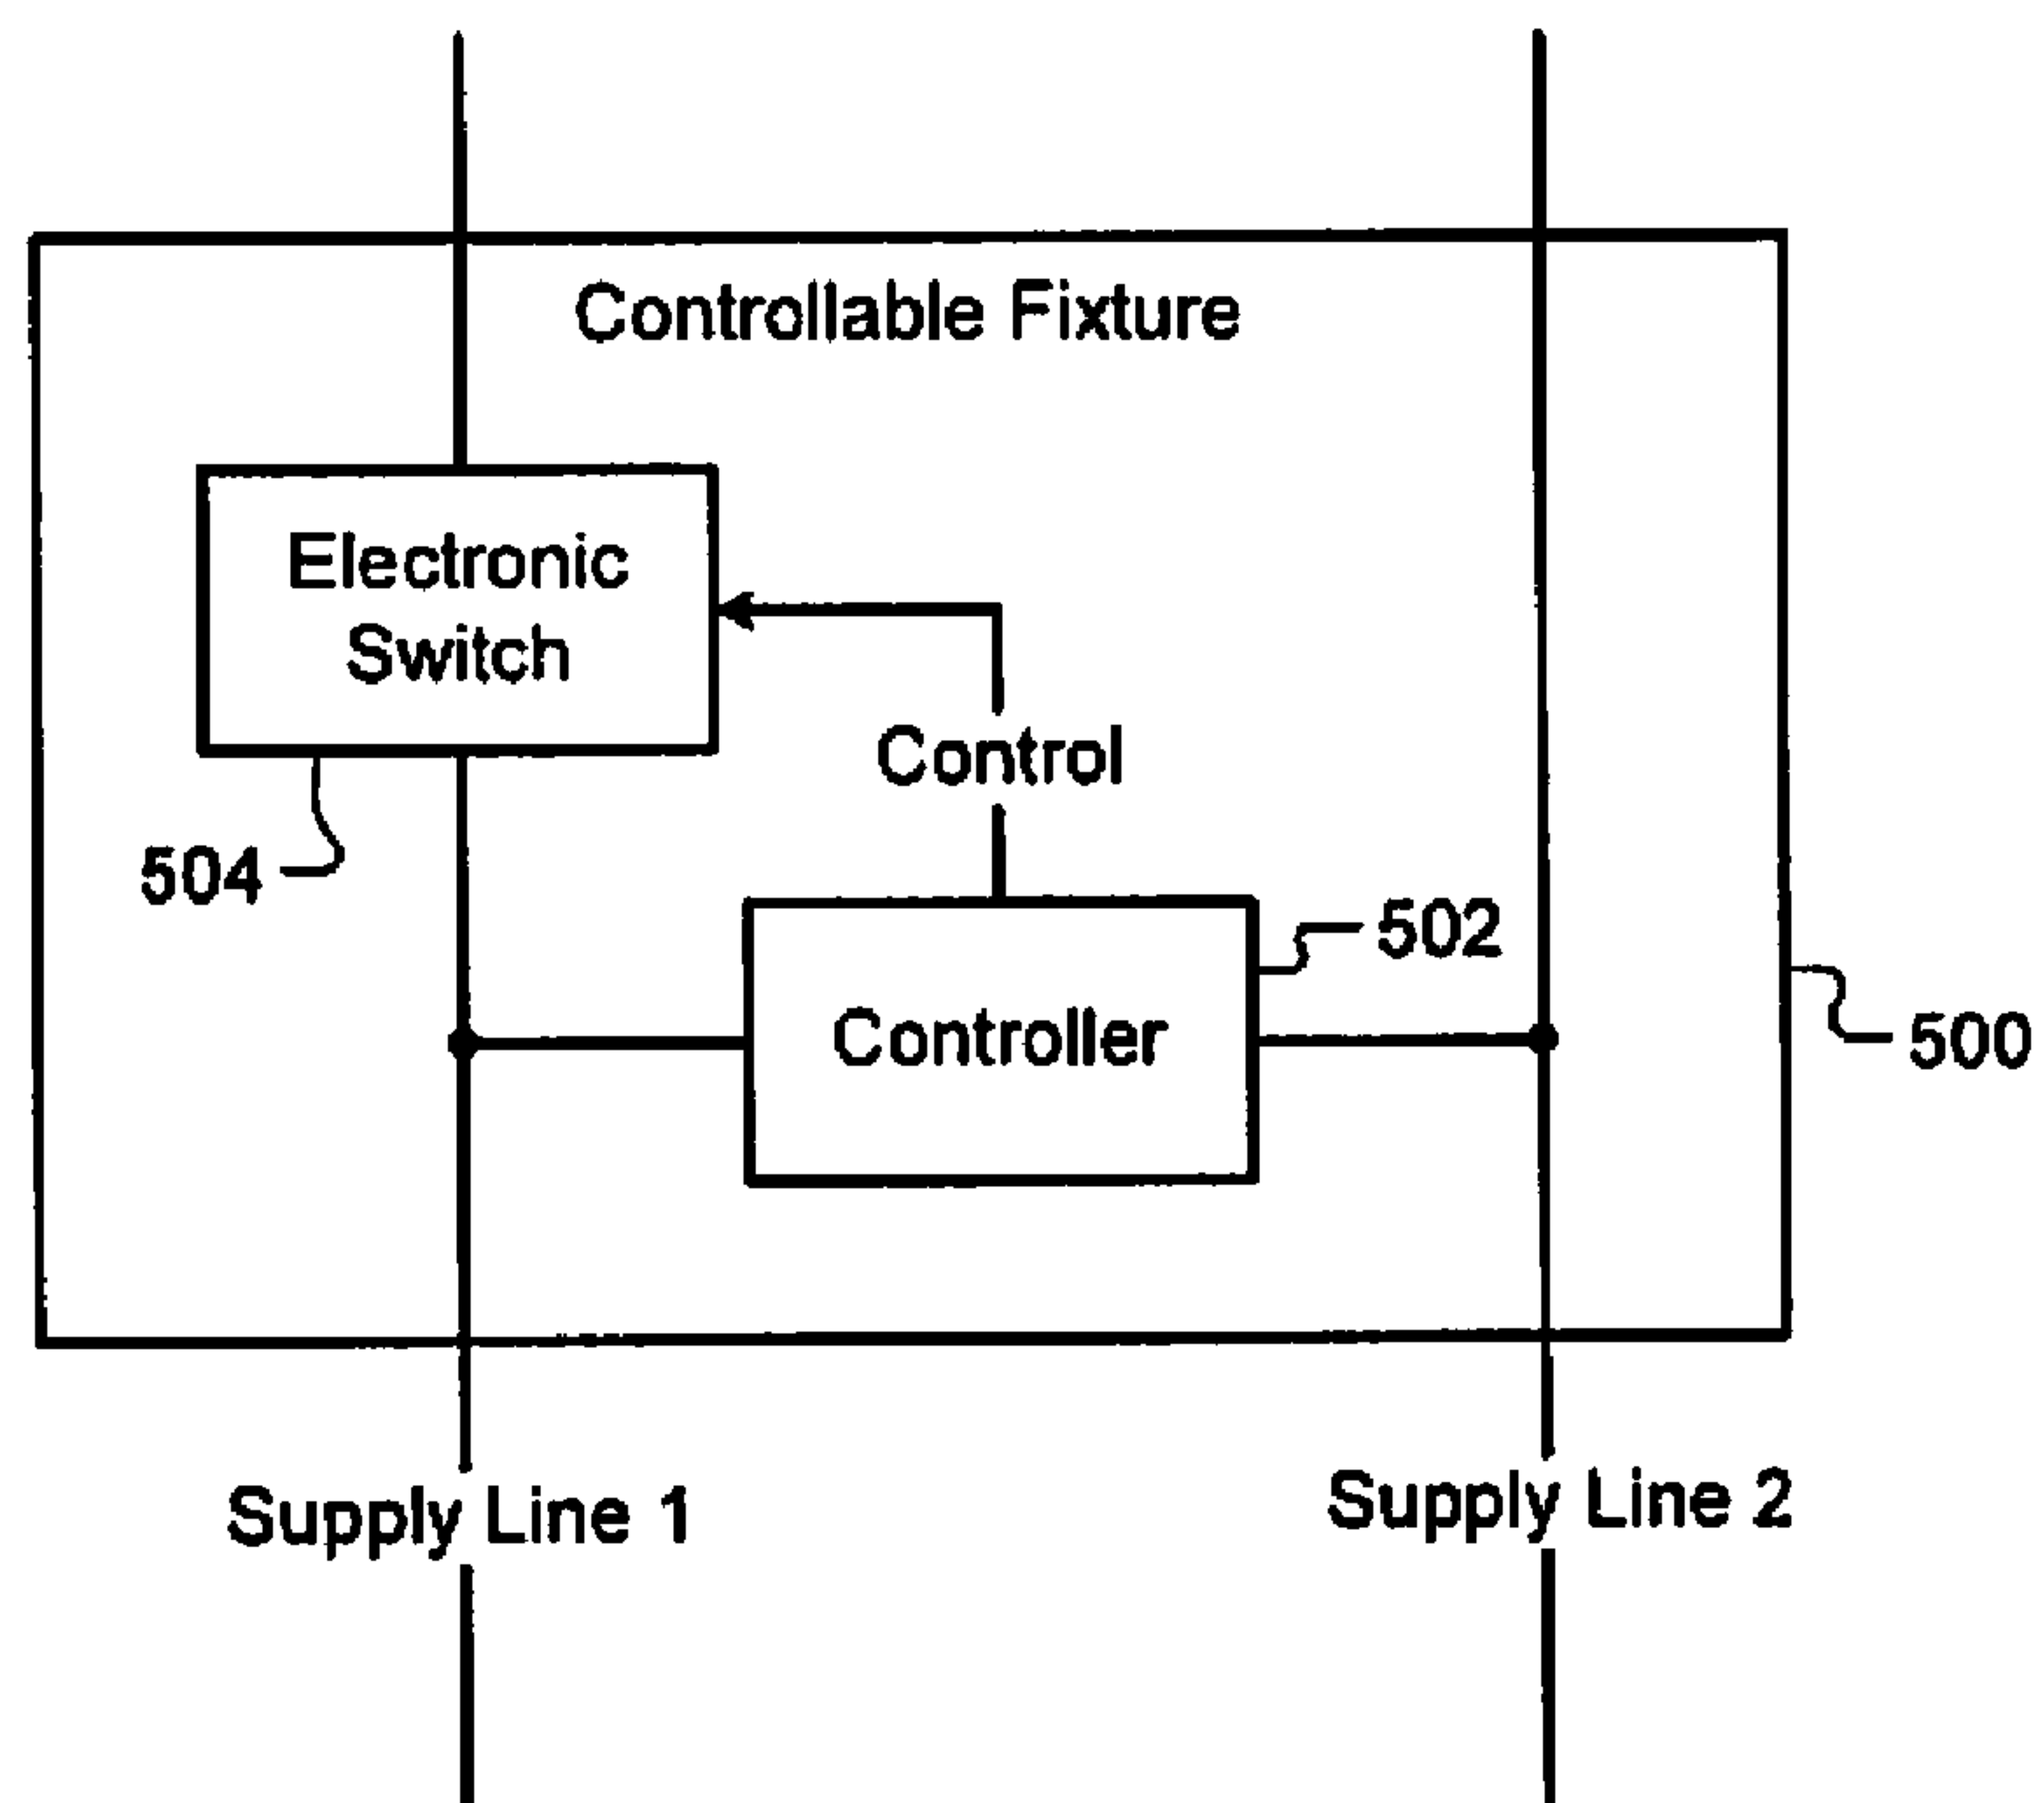 Controllable Fixture
Electronic
Switch
Control
504
502
Controller
500
Supply Line 1
Supply Line 2